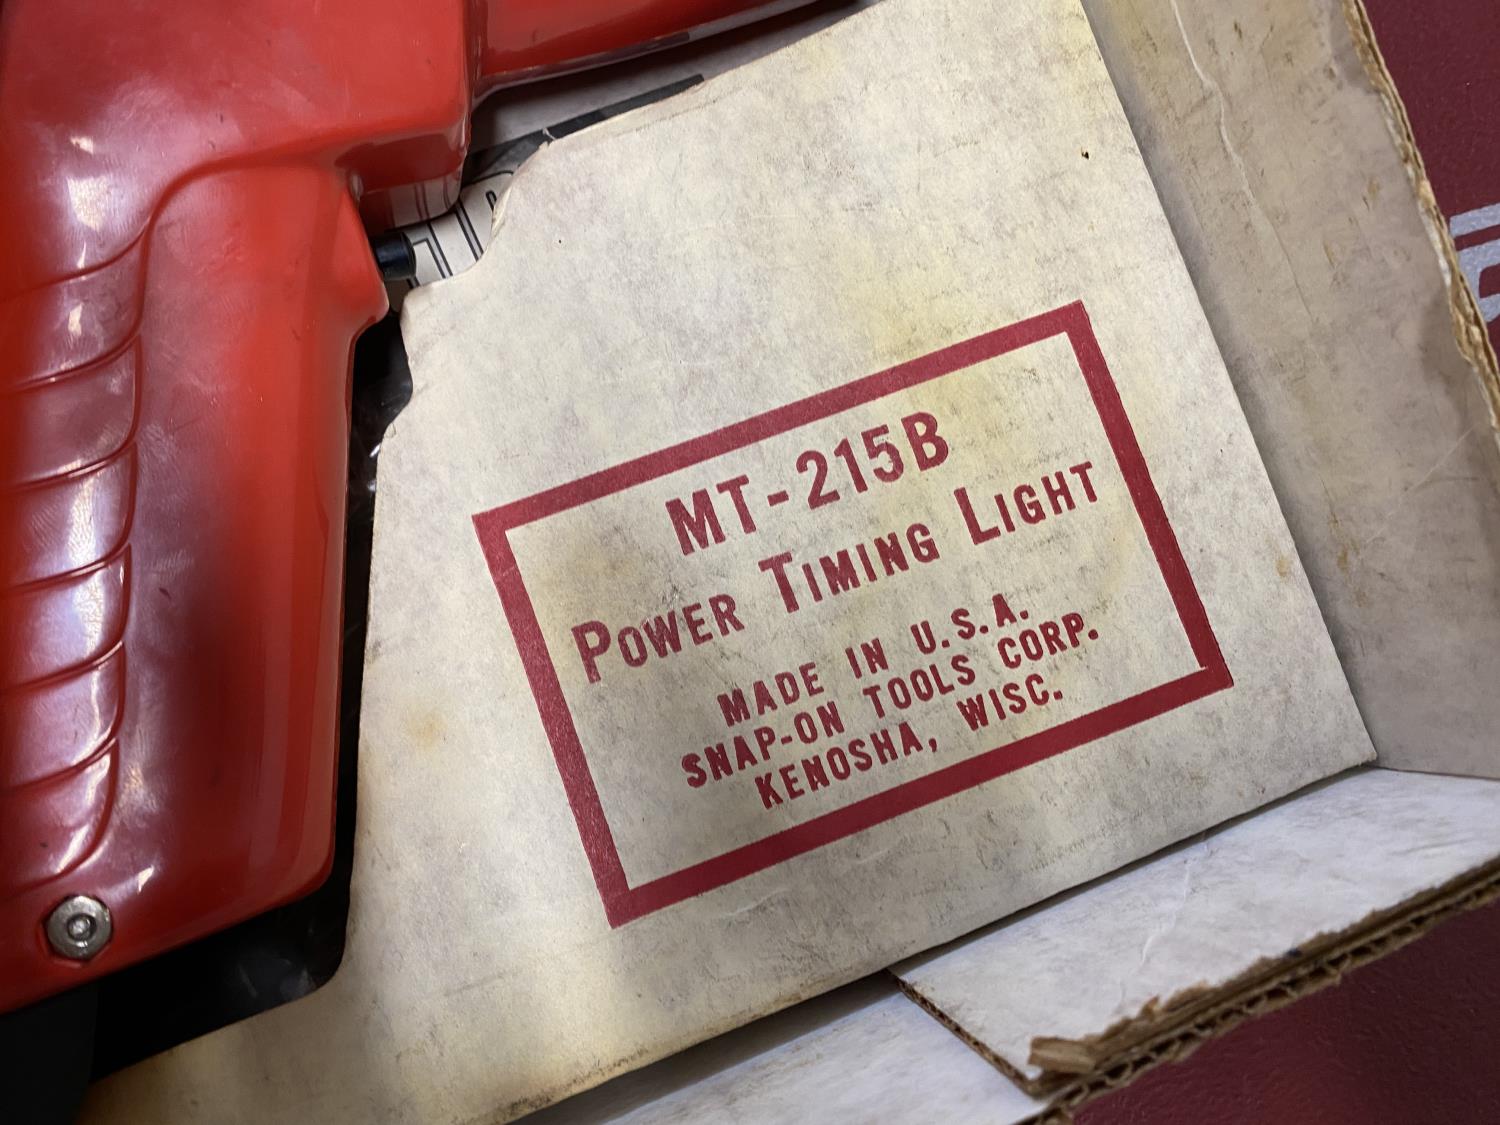 MT-215B
POWER TIMING LIGHT
MADE IN U.S.A.
SNAP-ON TOOLS CORP.
KENOSHA, WISC.